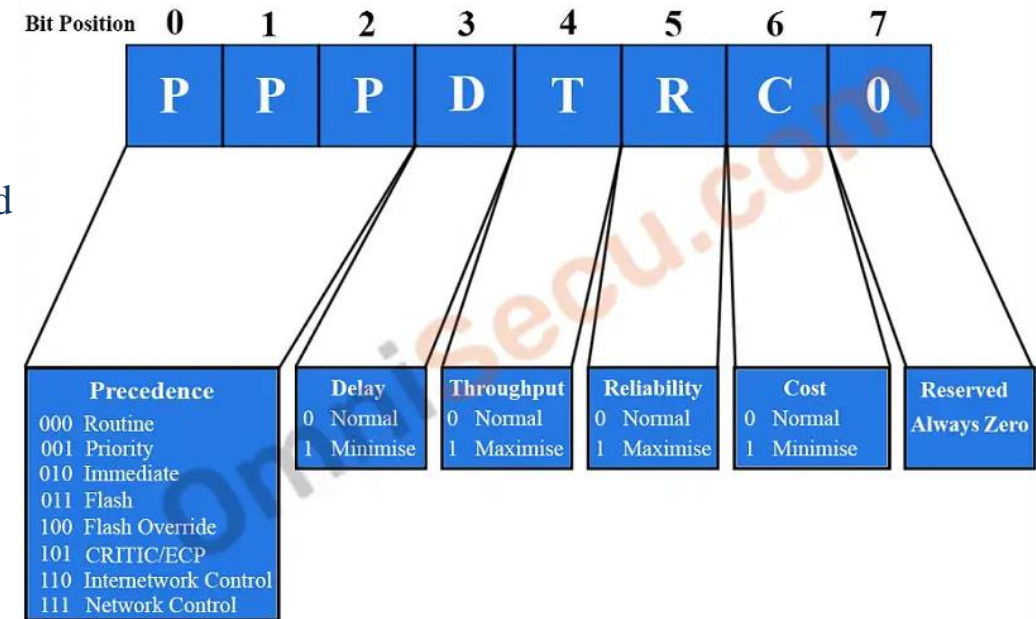 Bit Position 0 1 2 3 4 5 6 7
P P P D T R C 0
d
Precedence
000 Routine
001 Priority
010 Immediate
011 Flash
100 Flash Override
101 CRITIC/ECP
110 Internetwork Control
111 Network Control
Delay
0 Normal
1 Minimise
Throughput
0 Normal
1 Maximise
Reliability
0 Normal
1 Maximise
Cost
0 Normal
1 Minimise
Reserved
Always Zero
omnisecu.com